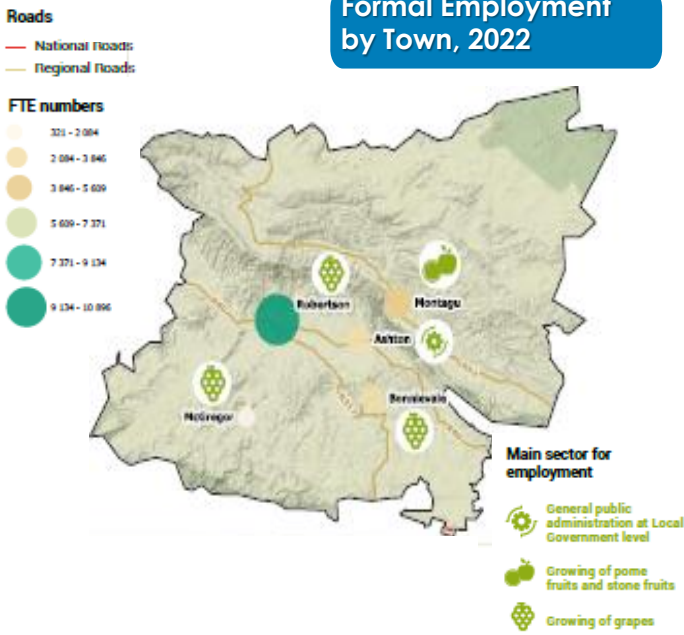 Formal Employment
by Town, 2022
Roads
National Roads
Regional Roads
FTE numbers
321 - 2 084
2 084 - 3 846
3 846 - 5 609
5 609 - 7 371
7 371 - 9 134
9 134 - 10 896
Robertson
Montagu
Ashton
Bonnievale
McGregor
Main sector for
employment
General public
administration at Local
Government level
Growing of pome
fruits and stone fruits
Growing of grapes